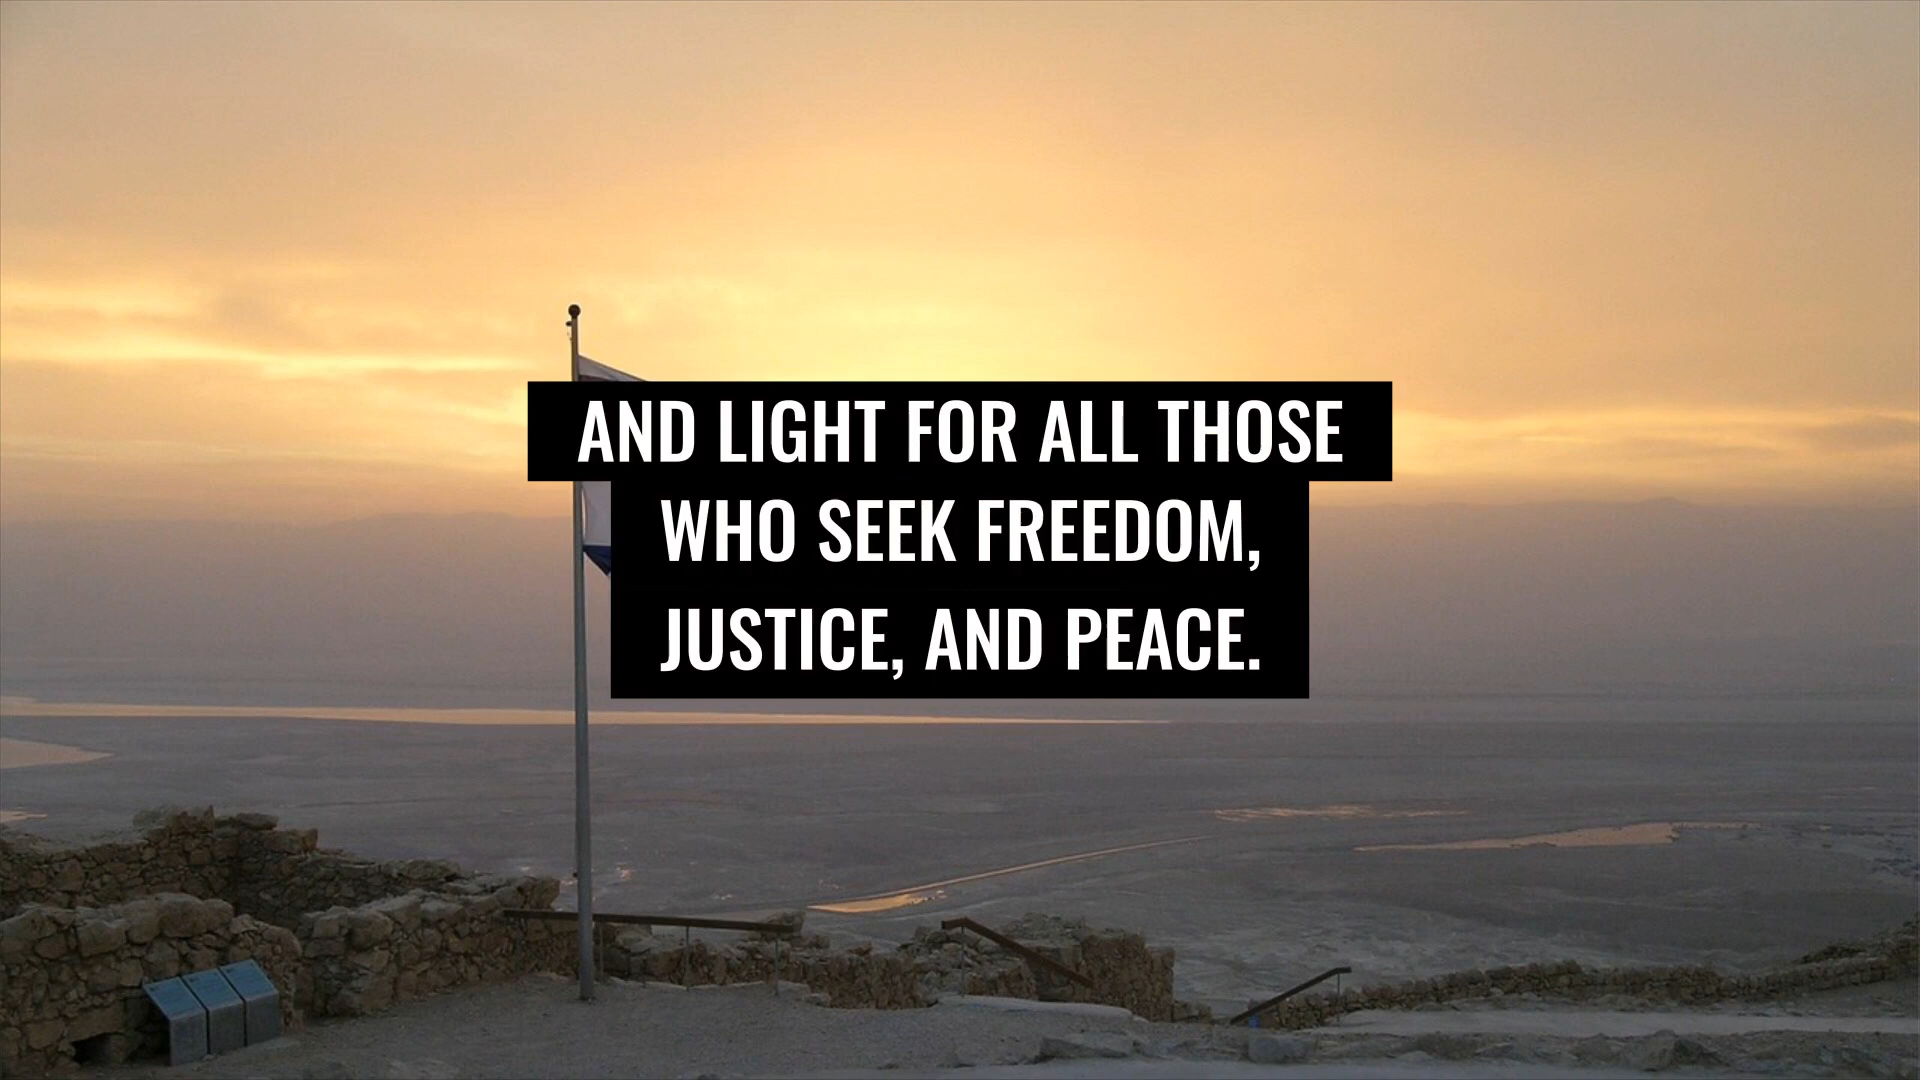 AND LIGHT FOR ALL THOSE
WHO SEEK FREEDOM,
JUSTICE, AND PEACE.